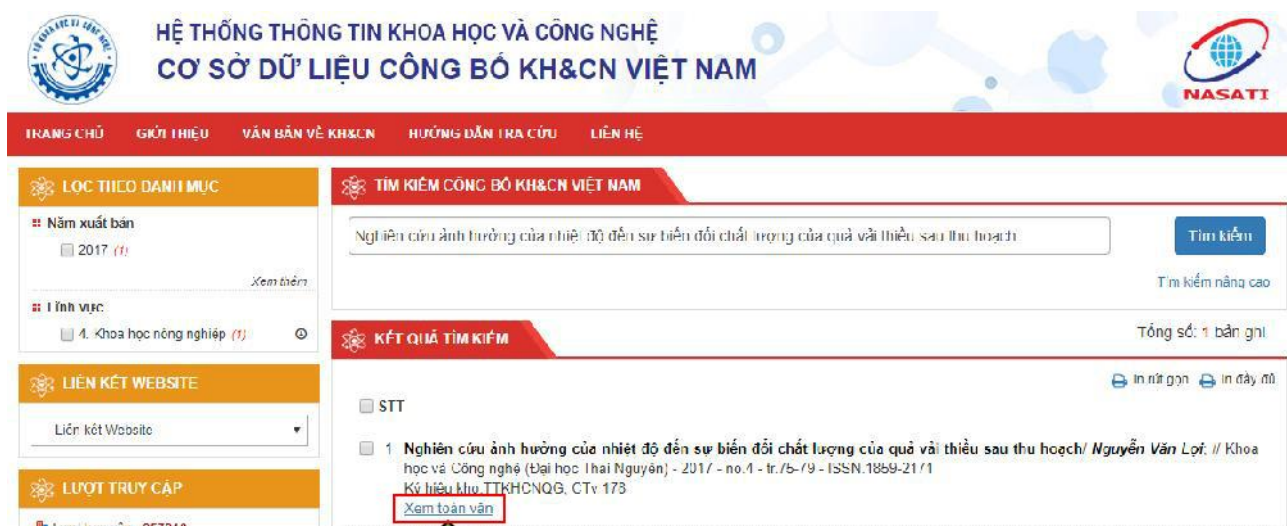 HỆ THỐNG THÔNG TIN KHOA HỌC VÀ CÔNG NGHỆ
CƠ SỞ DỮ LIỆU CÔNG BỐ KH&CN VIỆT NAM
NASATI
TRANG CHỦ GIỚI THIỆU VĂN BẢN VỀ KH&CN HƯỚNG DẪN TRA CỨU LIÊN HỆ
LỌC THEO DANH MỤC
Năm xuất bản
2017 (1)
Xem thêm
Lĩnh vực
4. Khoa học nông nghiệp (1)
LIÊN KẾT WEBSITE
Liên kết Website
LƯỢT TRUY CẬP
TÌM KIẾM CÔNG BỐ KH&CN VIỆT NAM
Nghiên cứu ảnh hưởng của nhiệt độ đến sự biến đổi chất lượng của quả vải thiều sau thu hoạch
Tìm kiếm
Tìm kiếm nâng cao
KẾT QUẢ TÌM KIẾM
Tổng số: 1 bản ghi
In rút gọn In đầy đủ
STT
1 Nghiên cứu ảnh hưởng của nhiệt độ đến sự biến đổi chất lượng của quả vải thiều sau thu hoạch/ Nguyễn Văn Lợi; // Khoa
học và Công nghệ (Đại học Thái Nguyên) - 2017 - no.4 - tr.75-79 - ISSN.1859-2171
Ký hiệu kho TTKHCNQG, CTv 178
Xem toàn văn